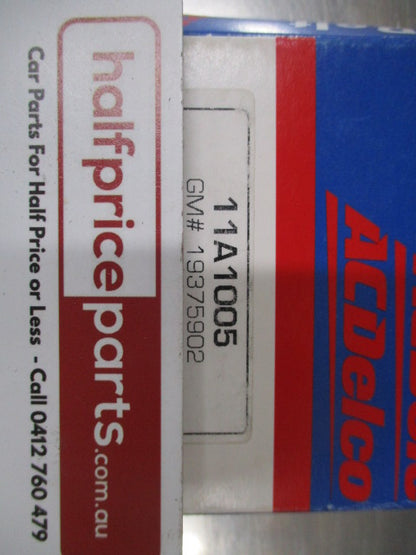 halfpriceparts.com.au
Car Parts For Half Price or Less - Call 0412 760 479
11A1005
GM# 19375902
ACDelco